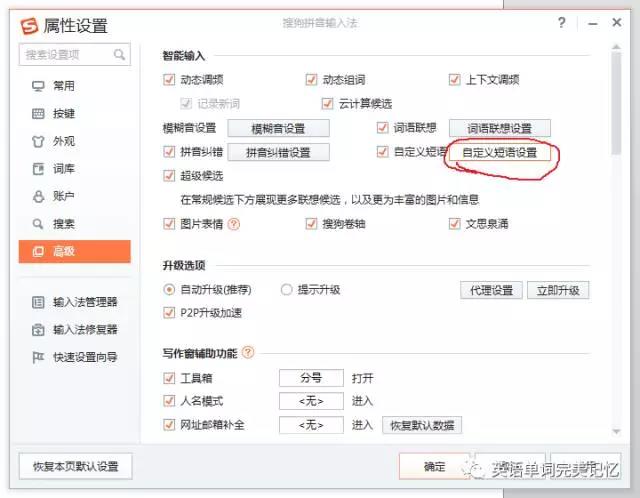 S 属性设置 搜狗拼音输入法 ?
搜索设置项
常用
按键
外观
词库
账户
搜索
高级
输入法管理器
输入法修复器
快速设置向导
智能输入
动态调频 动态组词 上下文调频
记录新词 云计算候选
模糊音设置 模糊音设置 词语联想 词语联想设置
拼音纠错 拼音纠错设置 自定义短语 自定义短语设置
超级候选
在常规候选下方展现更多联想候选，以及更为丰富的图片和信息
图片表情 ? 搜狗卷轴 文思泉涌
升级选项
自动升级(推荐) 提示升级 代理设置 立即升级
P2P升级加速
写作窗辅助功能 ?
工具箱 分号 打开
人名模式 <无> 进入
网址邮箱补全 <无> 进入 恢复默认数据
恢复本页默认设置 确定
英语单词完美记忆